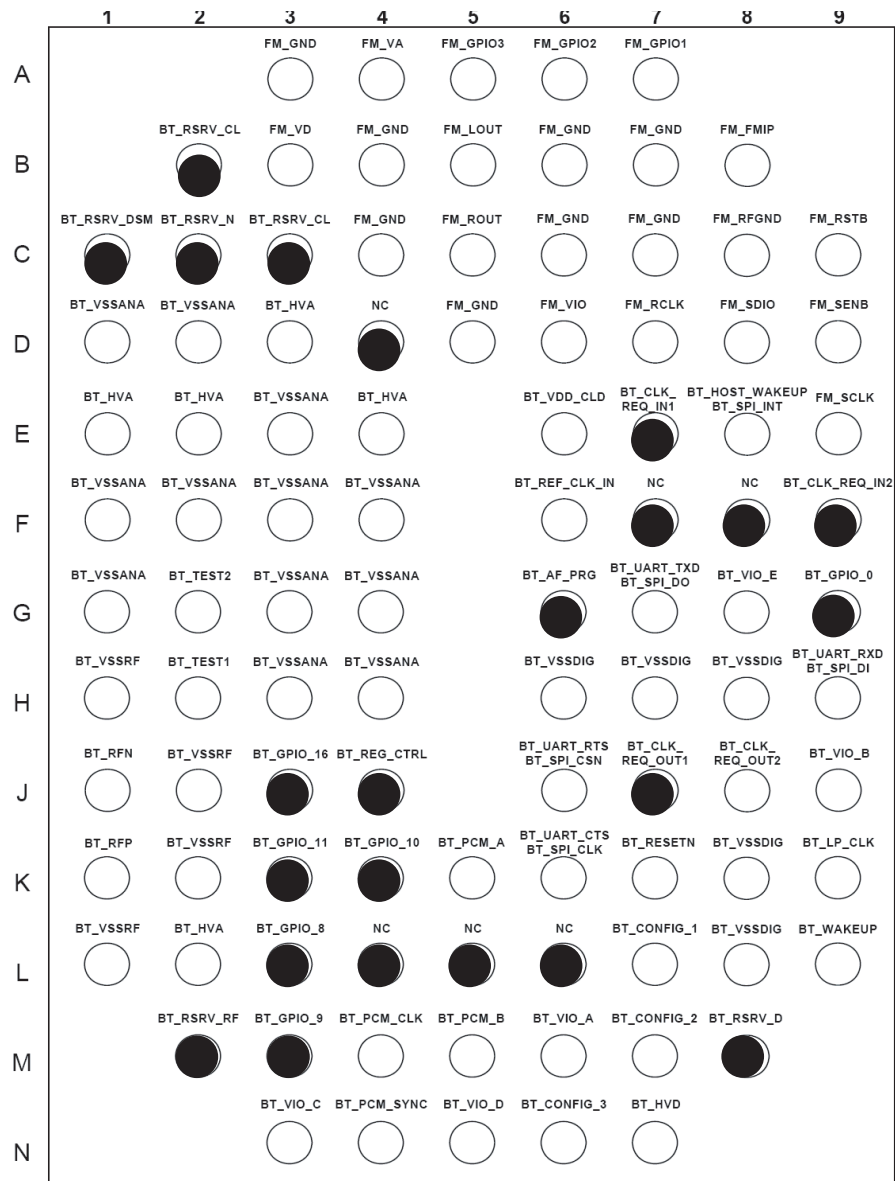 1 2 3 4 5 6 7 8 9
FM_GND FM_VA FM_GPIO3 FM_GPIO2 FM_GPIO1
A
BT_RSRV_CL FM_VD FM_GND FM_LOUT FM_GND FM_GND FM_FMIP
B
BT_RSRV_DSM BT_RSRV_N BT_RSRV_CL FM_GND FM_ROUT FM_GND FM_GND FM_RFGND FM_RSTB
C
BT_VSSANA BT_VSSANA BT_HVA NC FM_GND FM_VIO FM_RCLK FM_SDIO FM_SENB
D
BT_HVA BT_HVA BT_VSSANA BT_HVA BT_VDD_CLD BT_CLK_ BT_HOST_WAKEUP FM_SCLK
REQ_IN1 BT_SPI_INT
E
BT_VSSANA BT_VSSANA BT_VSSANA BT_VSSANA BT_REF_CLK_IN NC NC BT_CLK_REQ_IN2
F
BT_VSSANA BT_TEST2 BT_VSSANA BT_VSSANA BT_AF_PRG BT_UART_TXD BT_VIO_E BT_GPIO_0
BT_SPI_DO
G
BT_VSSRF BT_TEST1 BT_VSSANA BT_VSSANA BT_VSSDIG BT_VSSDIG BT_VSSDIG BT_UART_RXD
BT_SPI_DI
H
BT_RFN BT_VSSRF BT_GPIO_16 BT_REG_CTRL BT_UART_RTS BT_CLK_ BT_CLK_ BT_VIO_B
BT_SPI_CSN REQ_OUT1 REQ_OUT2
J
BT_RFP BT_VSSRF BT_GPIO_11 BT_GPIO_10 BT_PCM_A BT_UART_CTS BT_RESETN BT_VSSDIG BT_LP_CLK
BT_SPI_CLK
K
BT_VSSRF BT_HVA BT_GPIO_8 NC NC NC BT_CONFIG_1 BT_VSSDIG BT_WAKEUP
L
BT_RSRV_RF BT_GPIO_9 BT_PCM_CLK BT_PCM_B BT_VIO_A BT_CONFIG_2 BT_RSRV_D
M
BT_VIO_C BT_PCM_SYNC BT_VIO_D BT_CONFIG_3 BT_HVD
N